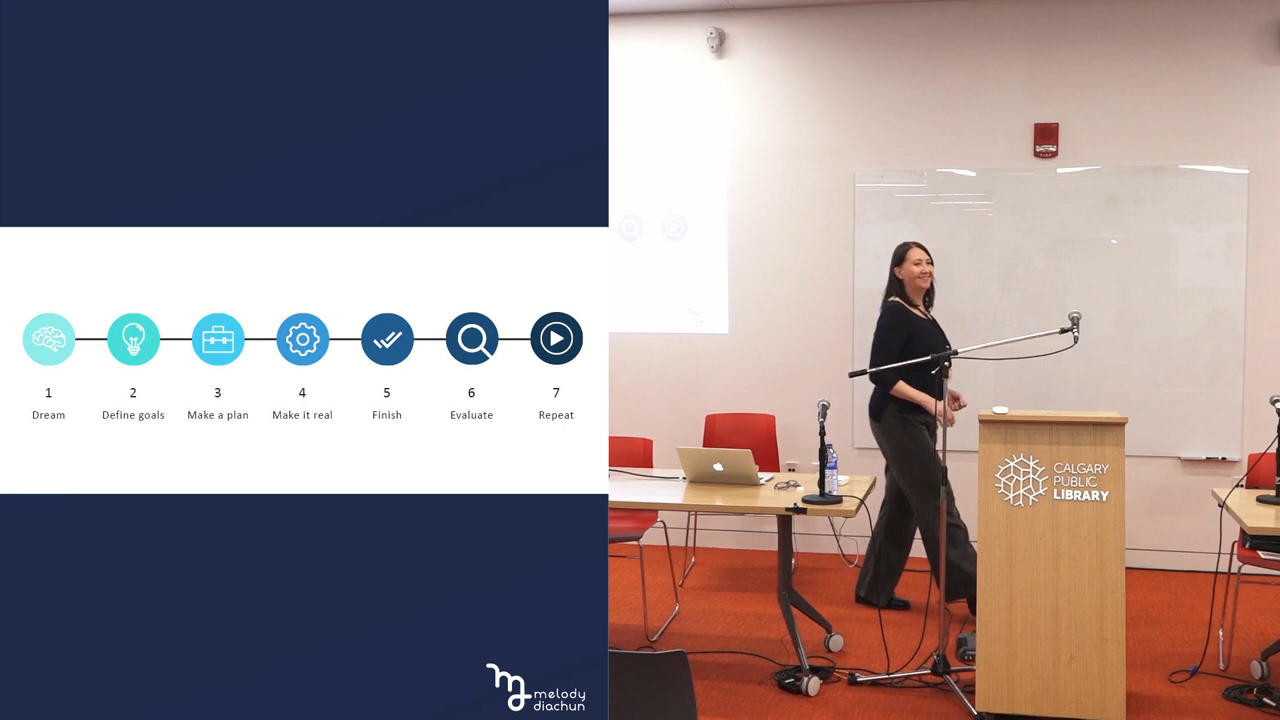 1
Dream
2
Define goals
3
Make a plan
4
Make it real
5
Finish
6
Evaluate
7
Repeat
melody
diachun
CALGARY
PUBLIC
LIBRARY
FIRE